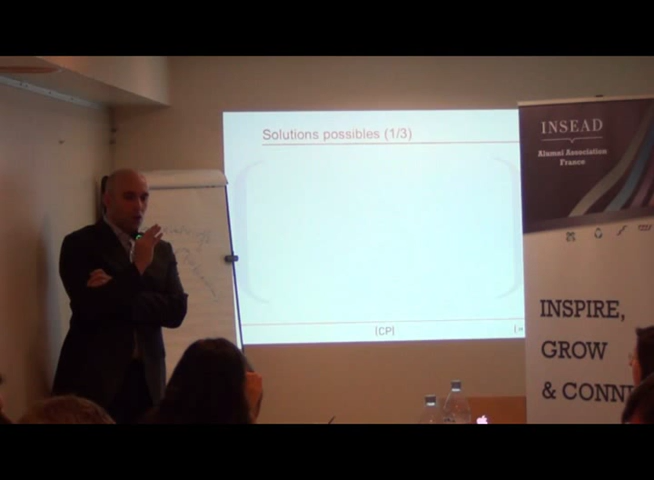 Solutions possibles (1/3)
(CP)
INSEAD
Alumni Association
France
INSPIRE,
GROW
& CONN